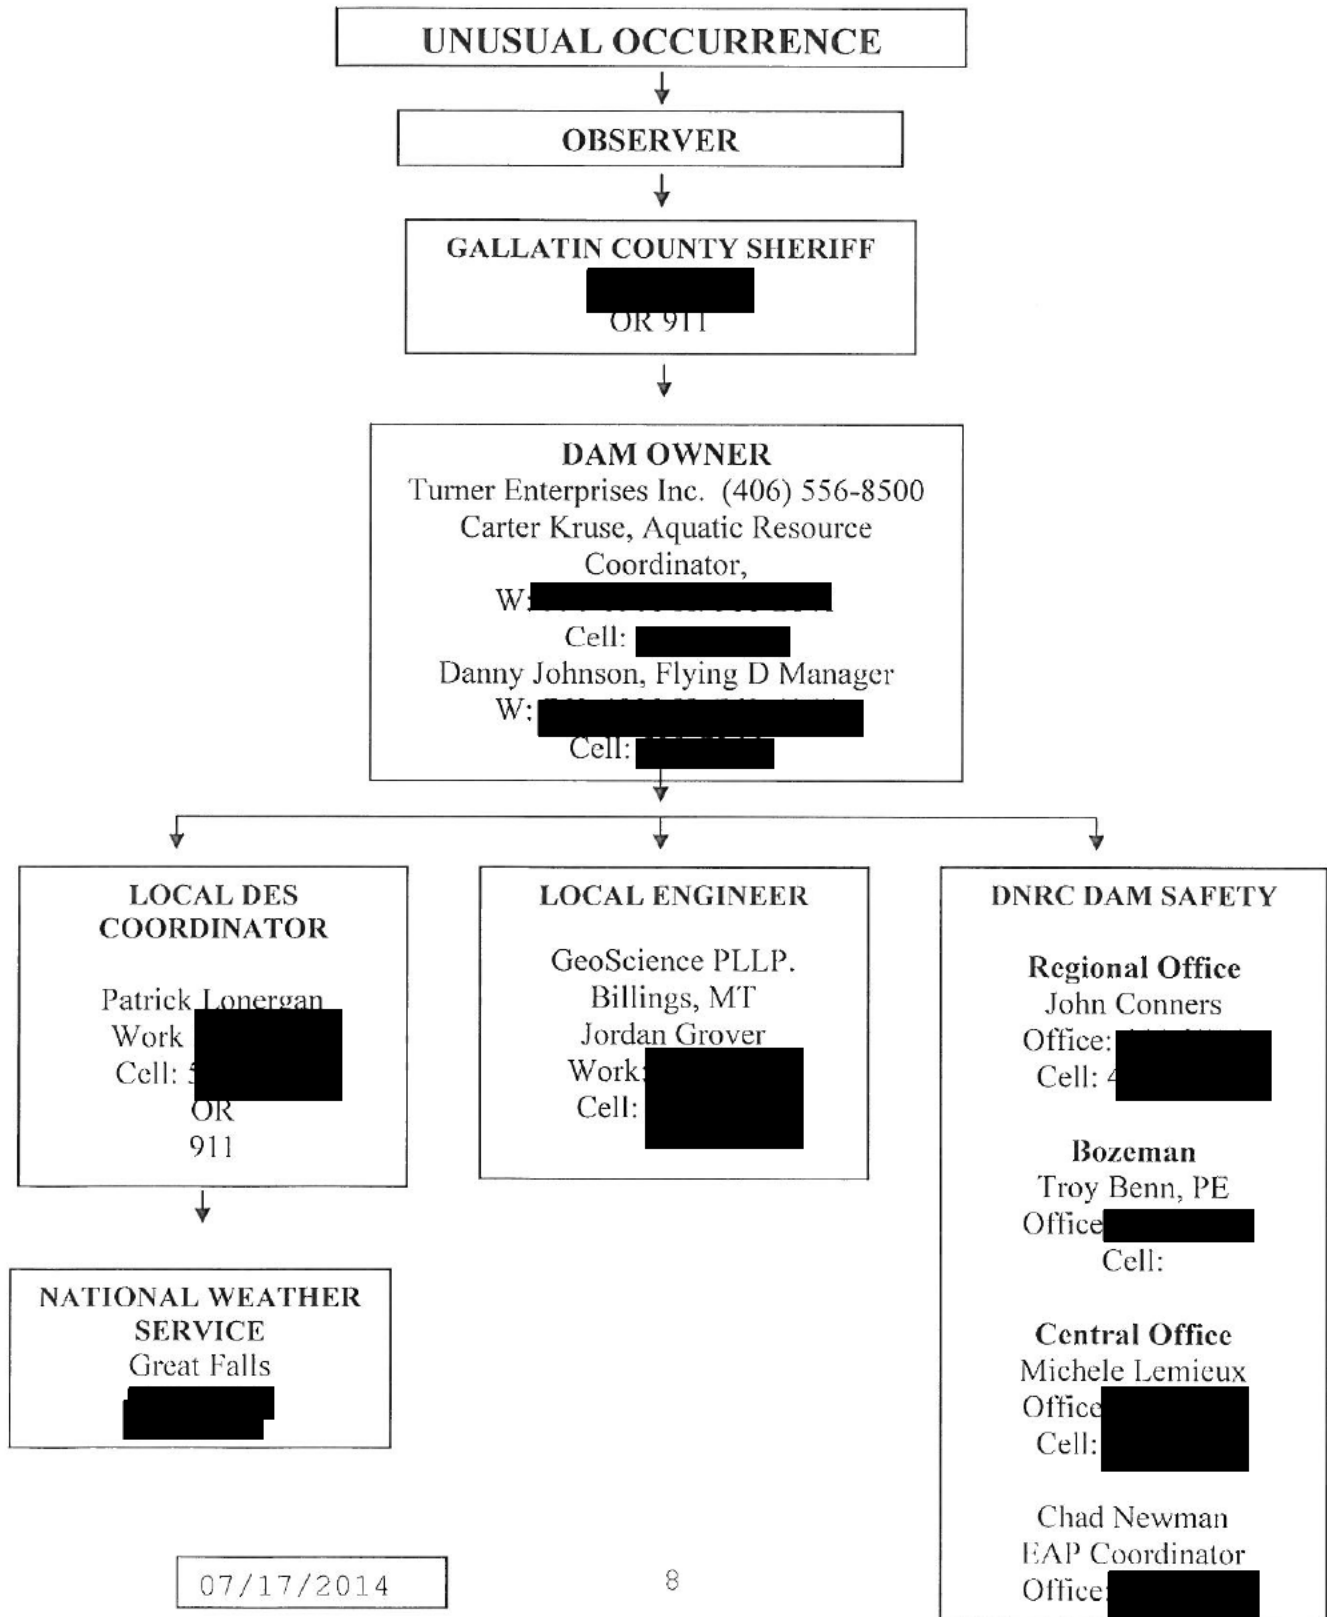 UNUSUAL OCCURRENCE
OBSERVER
GALLATIN COUNTY SHERIFF
OR 911
DAM OWNER
Turner Enterprises Inc. (406) 556-8500
Carter Kruse, Aquatic Resource
Coordinator,
W:
Cell:
Danny Johnson, Flying D Manager
W:
Cell:
LOCAL DES
COORDINATOR
Patrick Lonergan
Work
Cell: 5
OR
911
NATIONAL WEATHER
SERVICE
Great Falls
LOCAL ENGINEER
GeoScience PLLP.
Billings, MT
Jordan Grover
Work:
Cell:
DNRC DAM SAFETY
Regional Office
John Conners
Office:
Cell: 4
Bozeman
Troy Benn, PE
Office
Cell:
Central Office
Michele Lemieux
Office
Cell:
Chad Newman
EAP Coordinator
Office:
07/17/2014
8